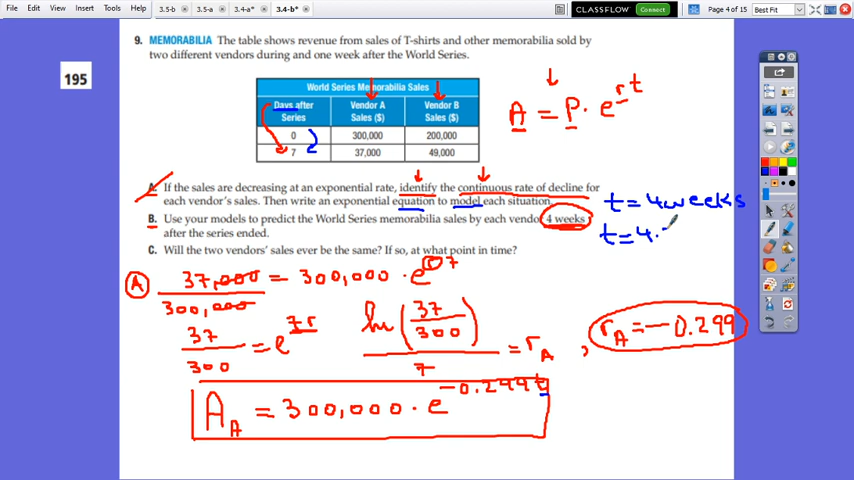 File Edit View Insert Help 3.5-b 3.5-a 3.4-a* 3.4-b* CLASSFLOW Connect Page 4 of 15 Best Fit
9. MEMORABILIA The table shows revenue from sales of T-shirts and other memorabilia sold by
two different vendors during and one week after the World Series.
195
World Series Memorabilia Sales
Days after Series Vendor A Sales ($) Vendor B Sales ($)
0 300,000 200,000
7 37,000 49,000
A = P · e^rt
A. If the sales are decreasing at an exponential rate, identify the continuous rate of decline for
each vendor's sales. Then write an exponential equation to model each situation.
t = 4 weeks
B. Use your models to predict the World Series memorabilia sales by each vendor 4 weeks
after the series ended.
t = 4 ·
C. Will the two vendors' sales ever be the same? If so, at what point in time?
A 37,000/300,000 = 300,000 · e^r7
37/300 = e^7r
ln(37/300)/7 = r_A , r_A = -0.299
A_A = 300,000 · e^-0.299t